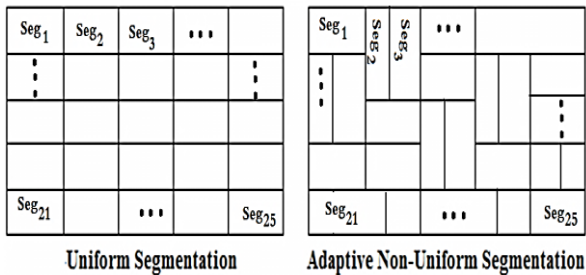 Seg1 Seg2 Seg3 ...
Seg21 ... Seg25
Uniform Segmentation
Seg1 Seg2 Seg3 ...
Seg21 ... Seg25
Adaptive Non-Uniform Segmentation